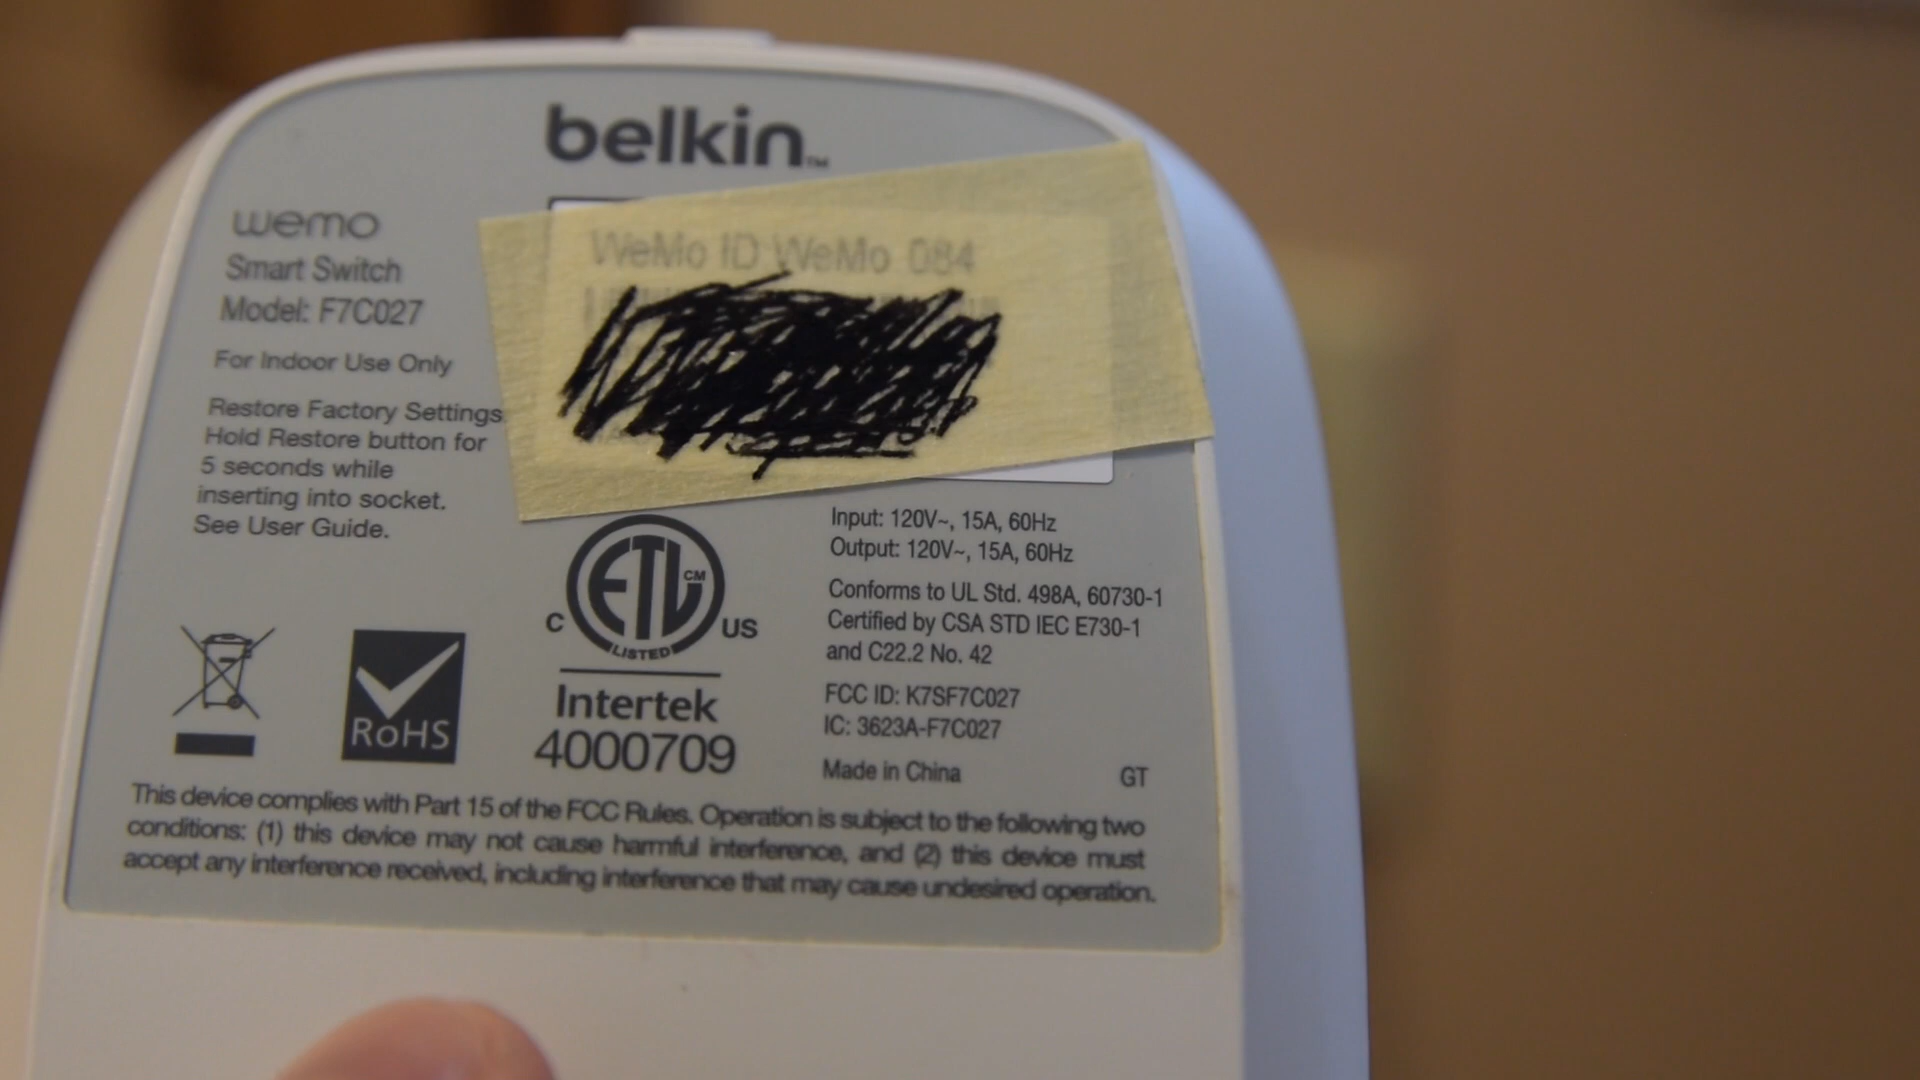 belkin™
wemo
Smart Switch
Model: F7C027
For Indoor Use Only
Restore Factory Settings
Hold Restore button for
5 seconds while
inserting into socket.
See User Guide.
WeMo ID WeMo 084
Input: 120V~, 15A, 60Hz
Output: 120V~, 15A, 60Hz
Conforms to UL Std. 498A, 60730-1
Certified by CSA STD IEC E730-1
and C22.2 No. 42
FCC ID: K7SF7C027
IC: 3623A-F7C027
Made in China GT
ETL CM
C US
LISTED
Intertek
4000709
RoHS
This device complies with Part 15 of the FCC Rules. Operation is subject to the following two
conditions: (1) this device may not cause harmful interference, and (2) this device must
accept any interference received, including interference that may cause undesired operation.